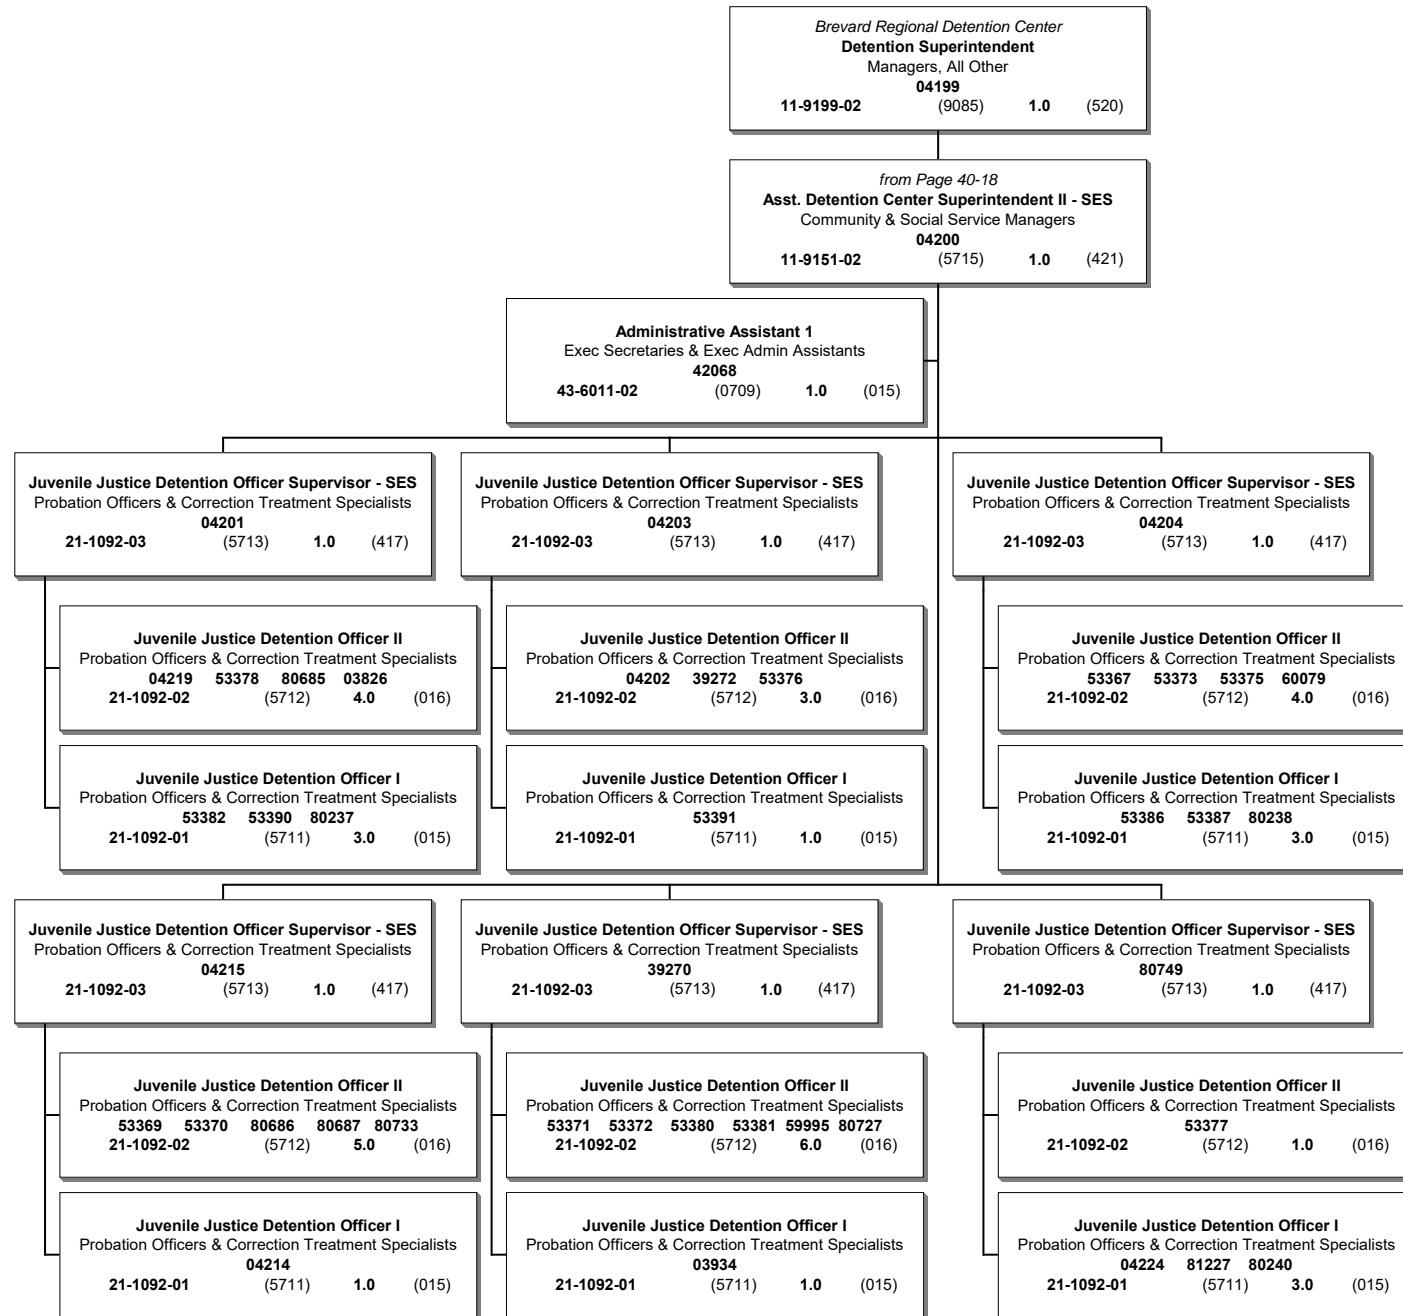 Brevard Regional Detention Center
Detention Superintendent
Managers, All Other
04199
11-9199-02 (9085) 1.0 (520)
from Page 40-18
Asst. Detention Center Superintendent II - SES
Community & Social Service Managers
04200
11-9151-02 (5715) 1.0 (421)
Administrative Assistant 1
Exec Secretaries & Exec Admin Assistants
42068
43-6011-02 (0709) 1.0 (015)
Juvenile Justice Detention Officer Supervisor - SES
Probation Officers & Correction Treatment Specialists
04201
21-1092-03 (5713) 1.0 (417)
Juvenile Justice Detention Officer II
Probation Officers & Correction Treatment Specialists
04219 53378 80685 03826
21-1092-02 (5712) 4.0 (016)
Juvenile Justice Detention Officer I
Probation Officers & Correction Treatment Specialists
53382 53390 80237
21-1092-01 (5711) 3.0 (015)
Juvenile Justice Detention Officer Supervisor - SES
Probation Officers & Correction Treatment Specialists
04203
21-1092-03 (5713) 1.0 (417)
Juvenile Justice Detention Officer II
Probation Officers & Correction Treatment Specialists
04202 39272 53376
21-1092-02 (5712) 3.0 (016)
Juvenile Justice Detention Officer I
Probation Officers & Correction Treatment Specialists
53391
21-1092-01 (5711) 1.0 (015)
Juvenile Justice Detention Officer Supervisor - SES
Probation Officers & Correction Treatment Specialists
04204
21-1092-03 (5713) 1.0 (417)
Juvenile Justice Detention Officer II
Probation Officers & Correction Treatment Specialists
53367 53373 53375 60079
21-1092-02 (5712) 4.0 (016)
Juvenile Justice Detention Officer I
Probation Officers & Correction Treatment Specialists
53386 53387 80238
21-1092-01 (5711) 3.0 (015)
Juvenile Justice Detention Officer Supervisor - SES
Probation Officers & Correction Treatment Specialists
04215
21-1092-03 (5713) 1.0 (417)
Juvenile Justice Detention Officer II
Probation Officers & Correction Treatment Specialists
53369 53370 80686 80687 80733
21-1092-02 (5712) 5.0 (016)
Juvenile Justice Detention Officer I
Probation Officers & Correction Treatment Specialists
04214
21-1092-01 (5711) 1.0 (015)
Juvenile Justice Detention Officer Supervisor - SES
Probation Officers & Correction Treatment Specialists
39270
21-1092-03 (5713) 1.0 (417)
Juvenile Justice Detention Officer II
Probation Officers & Correction Treatment Specialists
53371 53372 53380 53381 59995 80727
21-1092-02 (5712) 6.0 (016)
Juvenile Justice Detention Officer I
Probation Officers & Correction Treatment Specialists
03934
21-1092-01 (5711) 1.0 (015)
Juvenile Justice Detention Officer Supervisor - SES
Probation Officers & Correction Treatment Specialists
80749
21-1092-03 (5713) 1.0 (417)
Juvenile Justice Detention Officer II
Probation Officers & Correction Treatment Specialists
53377
21-1092-02 (5712) 1.0 (016)
Juvenile Justice Detention Officer I
Probation Officers & Correction Treatment Specialists
04224 81227 80240
21-1092-01 (5711) 3.0 (015)